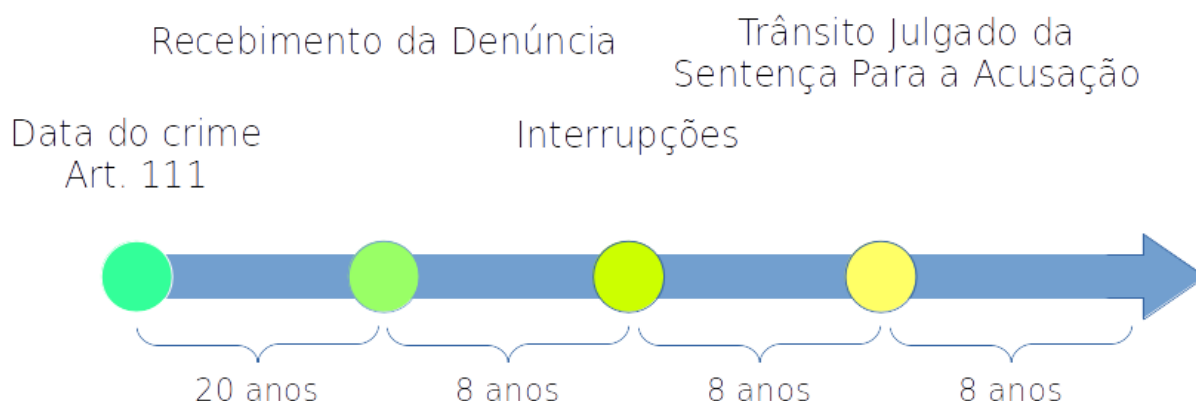 Recebimento da Denúncia
Trânsito Julgado da
Sentença Para a Acusação
Data do crime
Art. 111
Interrupções
20 anos
8 anos
8 anos
8 anos